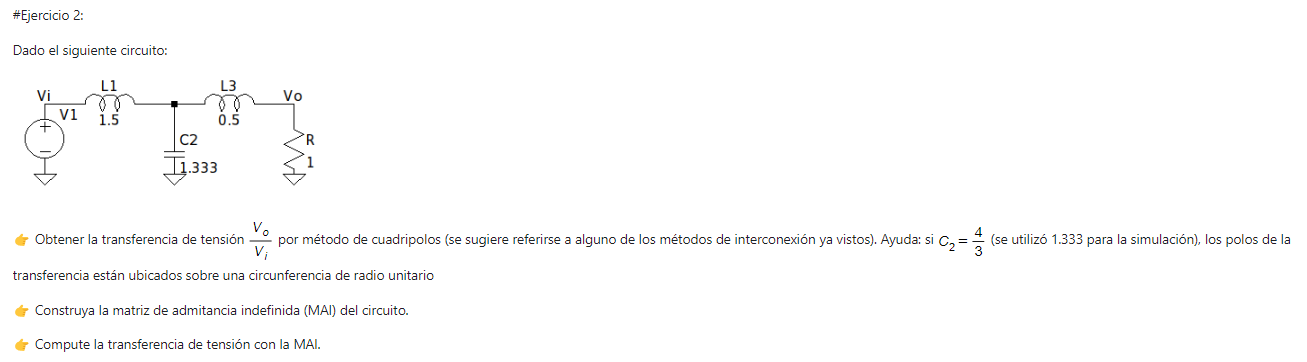 #Ejercicio 2:
Dado el siguiente circuito:
L1
L3
Vi
Vo
V1
1.5
0.5
+
C2
R
1.333
1
👉 Obtener la transferencia de tensión V_o/V_i por método de cuadripolos (se sugiere referirse a alguno de los métodos de interconexión ya vistos). Ayuda: si C_2 = 4/3 (se utilizó 1.333 para la simulación), los polos de la
transferencia están ubicados sobre una circunferencia de radio unitario
👉 Construya la matriz de admitancia indefinida (MAI) del circuito.
👉 Compute la transferencia de tensión con la MAI.